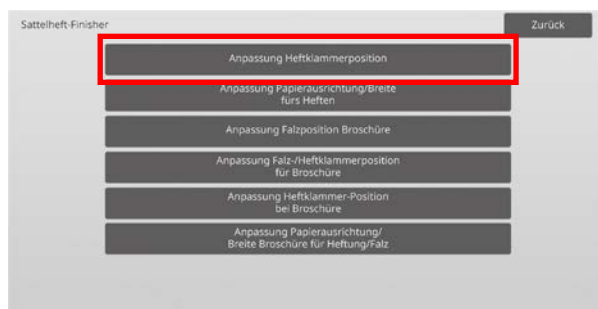 Sattelheft-Finisher
Zurück
Anpassung Heftklammerposition
Anpassung Papierausrichtung/Breite
fürs Heften
Anpassung Falzposition Broschüre
Anpassung Falz-/Heftklammerposition
für Broschüre
Anpassung Heftklammer-Position
bei Broschüre
Anpassung Papierausrichtung/
Breite Broschüre für Heftung/Falz